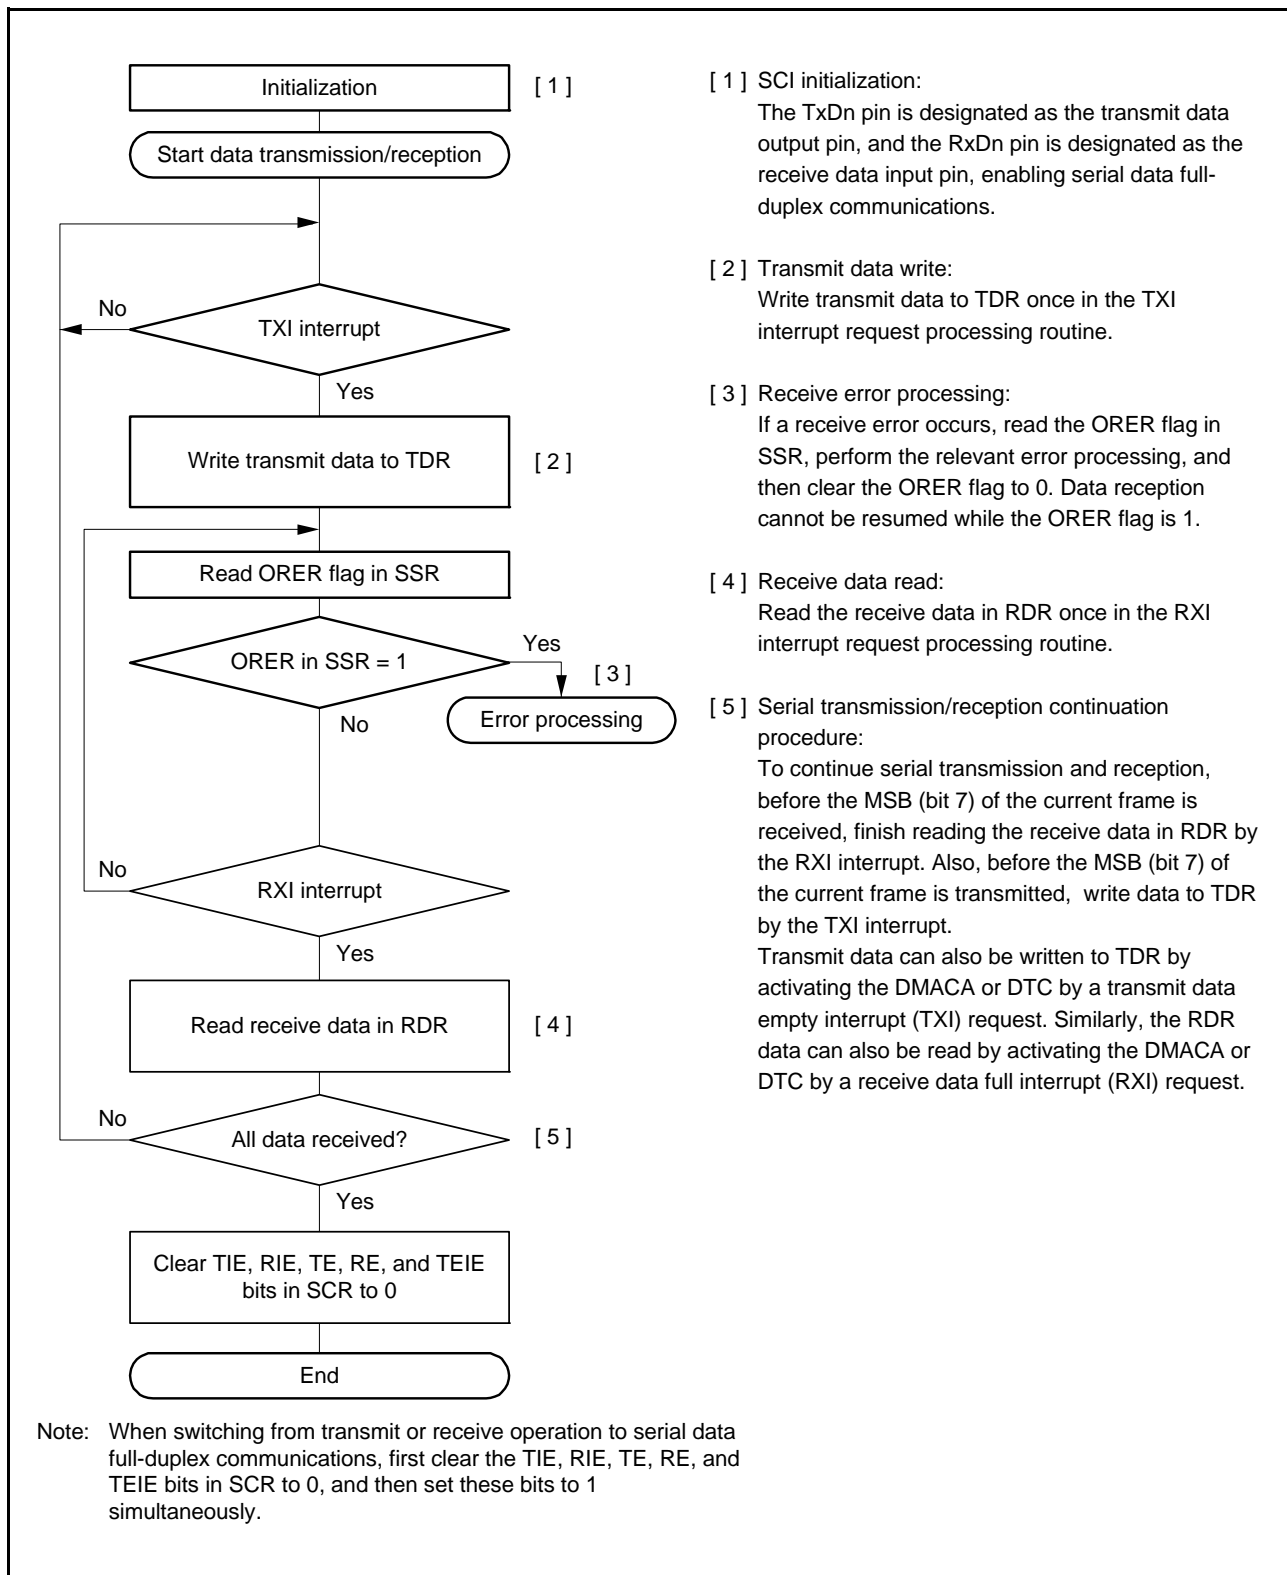 Initialization
[ 1 ]
Start data transmission/reception
No
TXI interrupt
Yes
Write transmit data to TDR
[ 2 ]
Read ORER flag in SSR
ORER in SSR = 1
Yes
[ 3 ]
Error processing
No
No
RXI interrupt
Yes
Read receive data in RDR
[ 4 ]
No
All data received?
[ 5 ]
Yes
Clear TIE, RIE, TE, RE, and TEIE
bits in SCR to 0
End
[ 1 ] SCI initialization:
The TxDn pin is designated as the transmit data
output pin, and the RxDn pin is designated as the
receive data input pin, enabling serial data full-
duplex communications.
[ 2 ] Transmit data write:
Write transmit data to TDR once in the TXI
interrupt request processing routine.
[ 3 ] Receive error processing:
If a receive error occurs, read the ORER flag in
SSR, perform the relevant error processing, and
then clear the ORER flag to 0. Data reception
cannot be resumed while the ORER flag is 1.
[ 4 ] Receive data read:
Read the receive data in RDR once in the RXI
interrupt request processing routine.
[ 5 ] Serial transmission/reception continuation
procedure:
To continue serial transmission and reception,
before the MSB (bit 7) of the current frame is
received, finish reading the receive data in RDR by
the RXI interrupt. Also, before the MSB (bit 7) of
the current frame is transmitted, write data to TDR
by the TXI interrupt.
Transmit data can also be written to TDR by
activating the DMACA or DTC by a transmit data
empty interrupt (TXI) request. Similarly, the RDR
data can also be read by activating the DMACA or
DTC by a receive data full interrupt (RXI) request.
Note: When switching from transmit or receive operation to serial data
full-duplex communications, first clear the TIE, RIE, TE, RE, and
TEIE bits in SCR to 0, and then set these bits to 1
simultaneously.